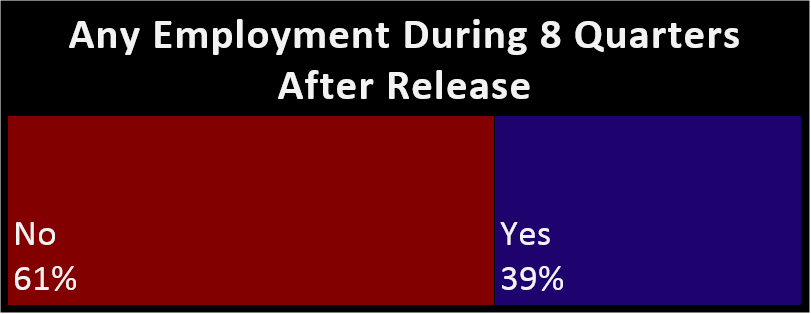 Any Employment During 8 Quarters
After Release
No
61%
Yes
39%